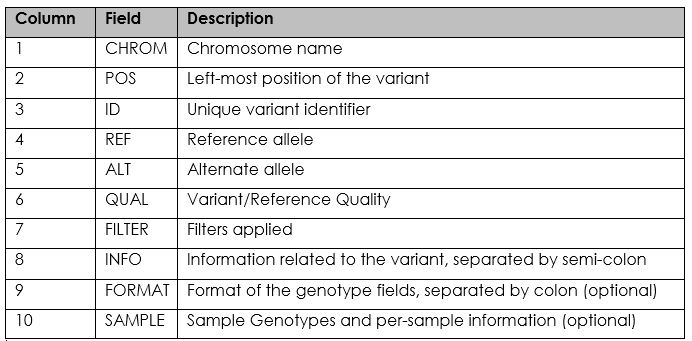 Column Field Description
1 CHROM Chromosome name
2 POS Left-most position of the variant
3 ID Unique variant identifier
4 REF Reference allele
5 ALT Alternate allele
6 QUAL Variant/Reference Quality
7 FILTER Filters applied
8 INFO Information related to the variant, separated by semi-colon
9 FORMAT Format of the genotype fields, separated by colon (optional)
10 SAMPLE Sample Genotypes and per-sample information (optional)